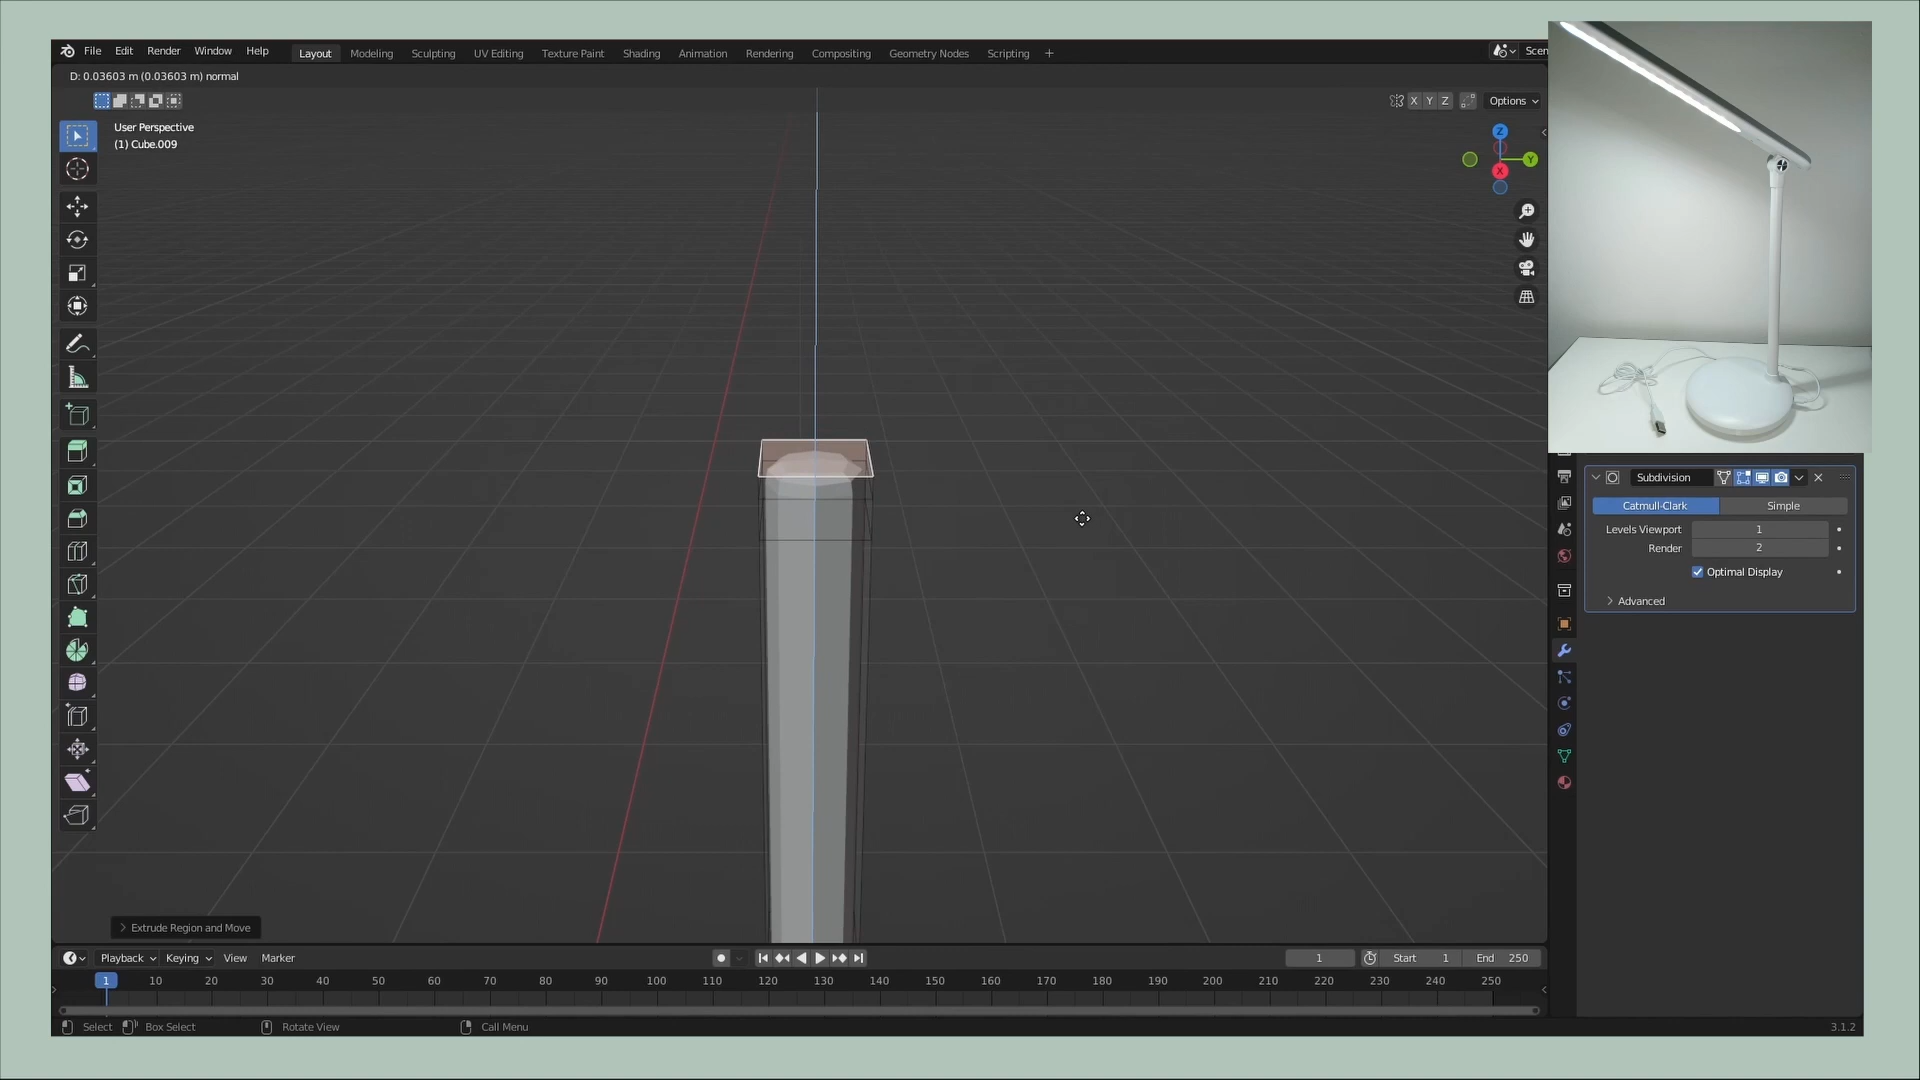 File Edit Render Window Help Layout Modeling Sculpting UV Editing Texture Paint Shading Animation Rendering Compositing Geometry Nodes Scripting + Scen
D: 0.03603 m (0.03603 m) normal
X Y Z Options
User Perspective
(1) Cube.009
Z
Y
X
Subdivision
Catmull-Clark Simple
Levels Viewport 1
Render 2
Optimal Display
Advanced
Extrude Region and Move
Playback Keying View Marker 1 Start 1 End 250
1 10 20 30 40 50 60 70 80 90 100 110 120 130 140 150 160 170 180 190 200 210 220 230 240 250
Select Box Select Rotate View Call Menu 3.1.2